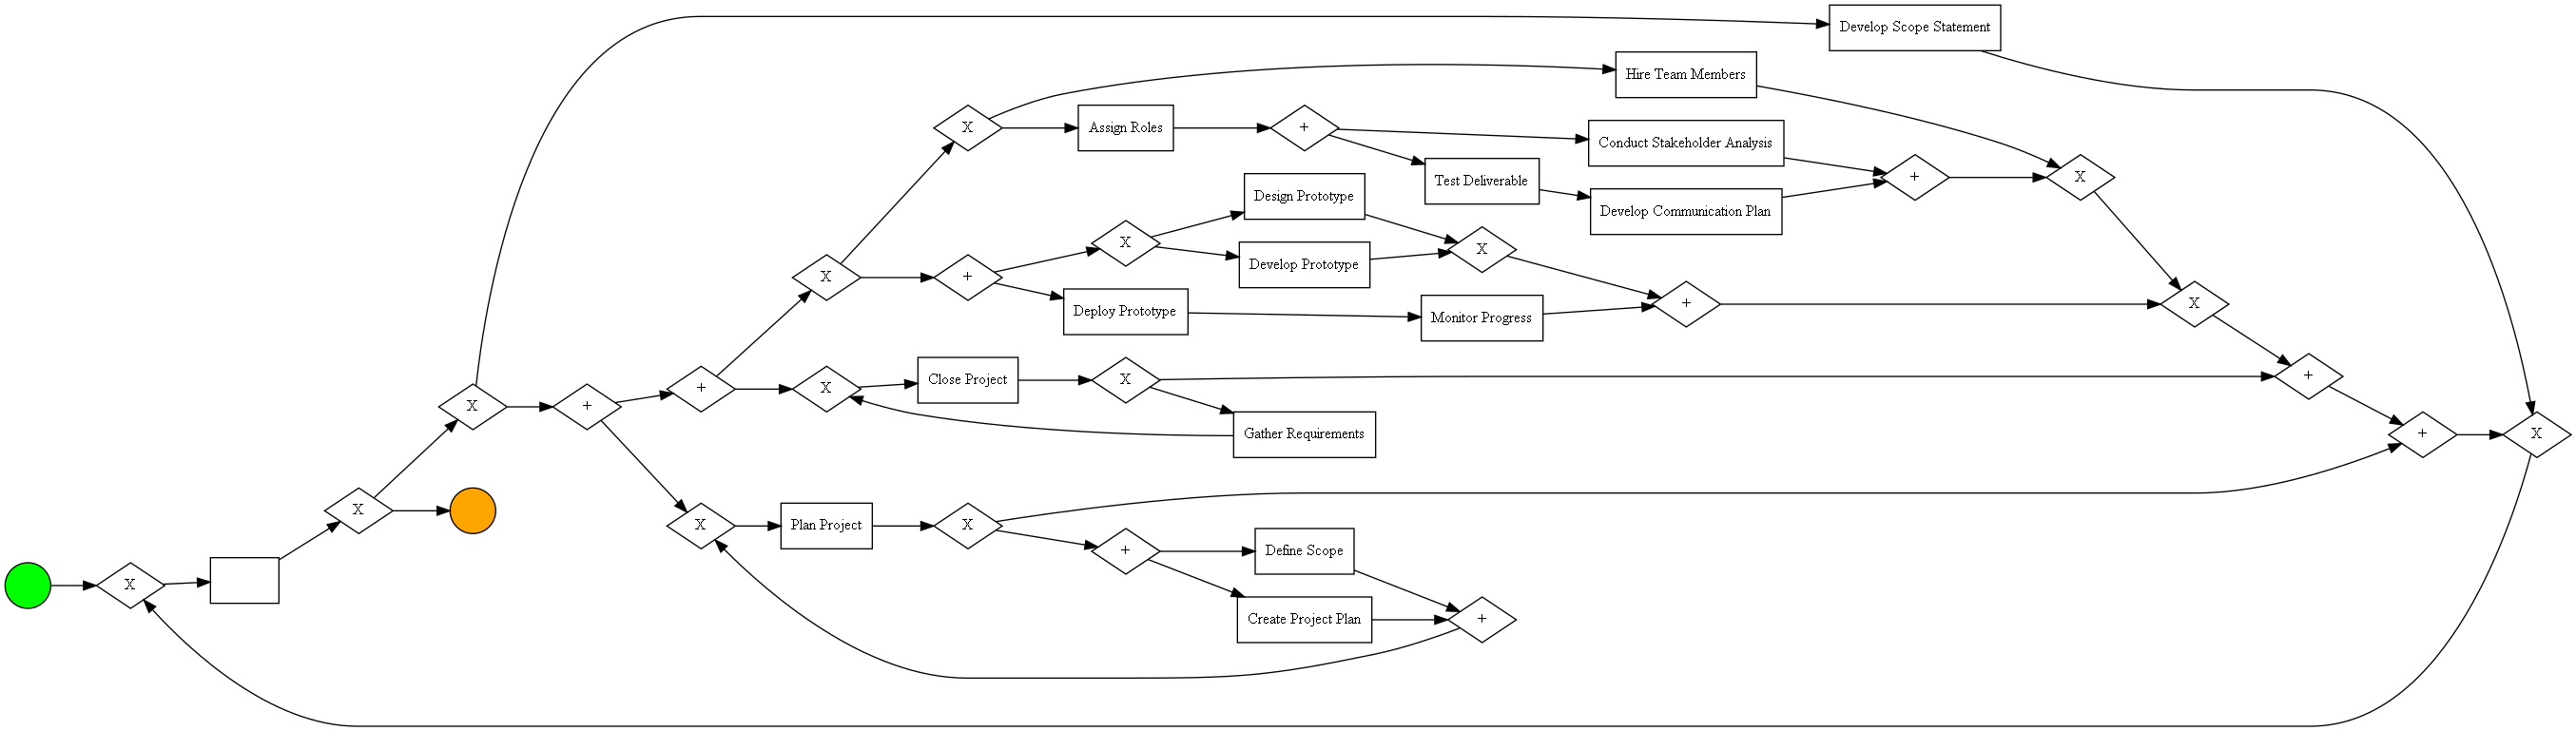 Develop Scope Statement
Hire Team Members
X
Assign Roles
+
Conduct Stakeholder Analysis
Test Deliverable
Develop Communication Plan
+
X
Design Prototype
X
Develop Prototype
X
X
+
Deploy Prototype
Monitor Progress
+
X
X
+
+
X
Close Project
X
+
Gather Requirements
+
X
X
X
Plan Project
X
+
Define Scope
Create Project Plan
+
X